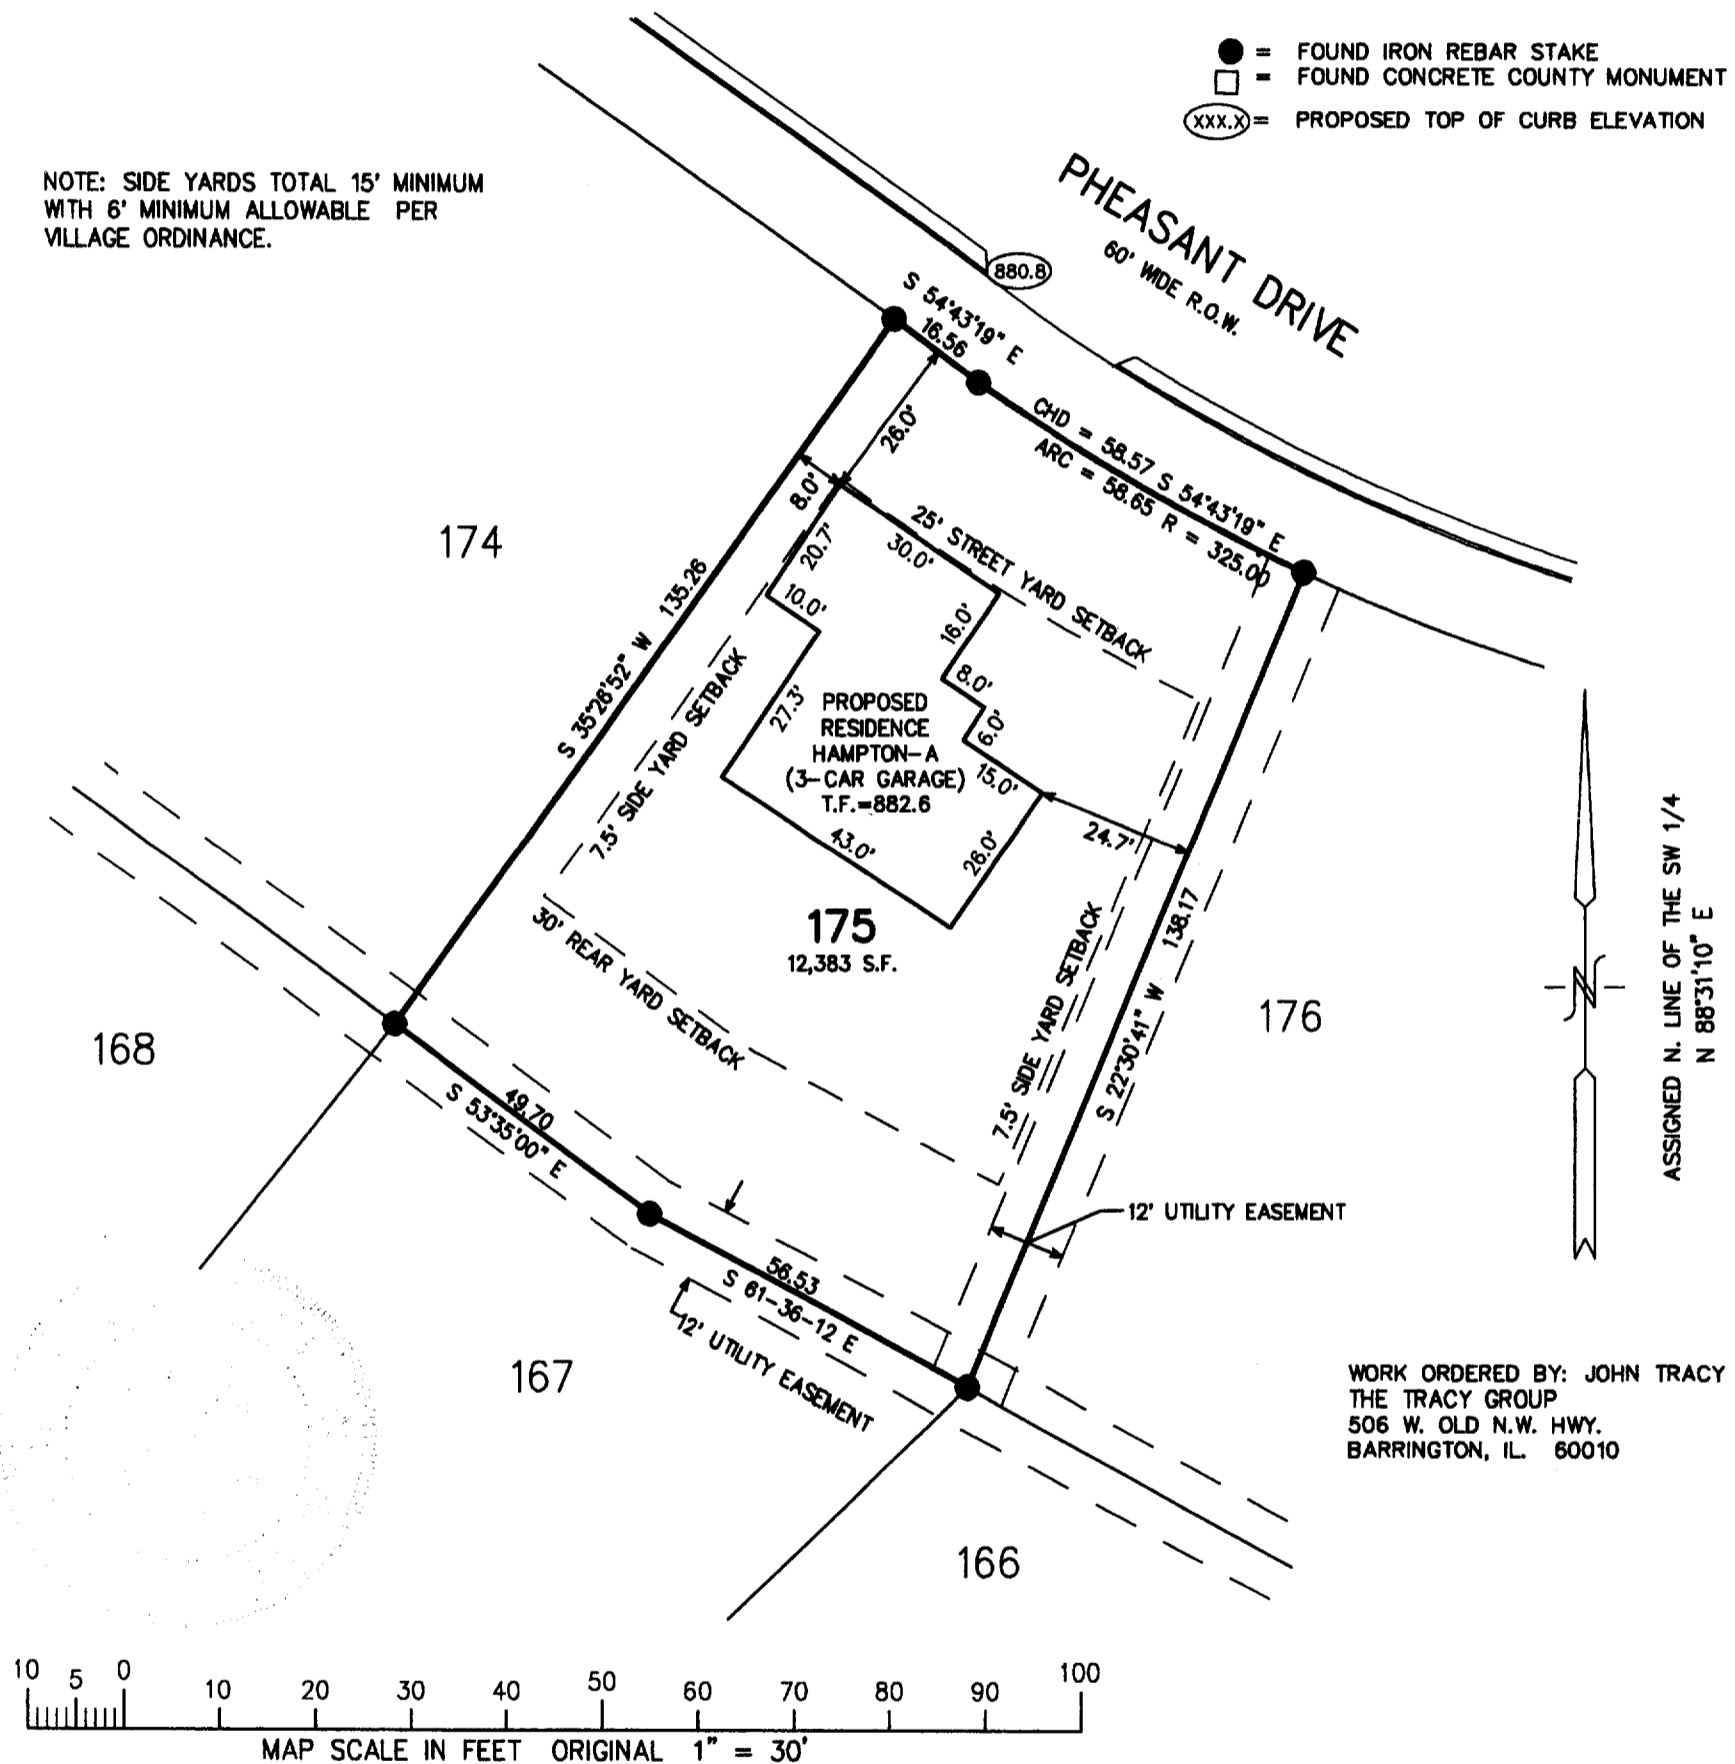 ● = FOUND IRON REBAR STAKE
□ = FOUND CONCRETE COUNTY MONUMENT
XXX.X = PROPOSED TOP OF CURB ELEVATION
NOTE: SIDE YARDS TOTAL 15' MINIMUM
WITH 6' MINIMUM ALLOWABLE PER
VILLAGE ORDINANCE.
PHEASANT DRIVE
60' WIDE R.O.W.
880.8
S 54°43'19" E
16.56
CHD = 58.57 S 54°43'19" E
ARC = 58.65 R = 325.00
26.0'
8.0'
20.7'
25' STREET YARD SETBACK
30.0'
10.0'
16.0'
8.0'
6.0'
15.0'
27.3'
174
S 35°26'52" W 135.26
7.5' SIDE YARD SETBACK
PROPOSED
RESIDENCE
HAMPTON-A
(3-CAR GARAGE)
T.F.=882.6
43.0'
26.0'
24.7'
175
12,383 S.F.
30' REAR YARD SETBACK
7.5' SIDE YARD SETBACK
S 22°30'41" W 138.17
176
168
49.70
S 53°35'00" E
56.53
S 61-36-12 E
12' UTILITY EASEMENT
12' UTILITY EASEMENT
167
166
N
ASSIGNED N. LINE OF THE SW 1/4
N 88°31'10" E
WORK ORDERED BY: JOHN TRACY
THE TRACY GROUP
506 W. OLD N.W. HWY.
BARRINGTON, IL. 60010
10 5 0 10 20 30 40 50 60 70 80 90 100
MAP SCALE IN FEET ORIGINAL 1" = 30'